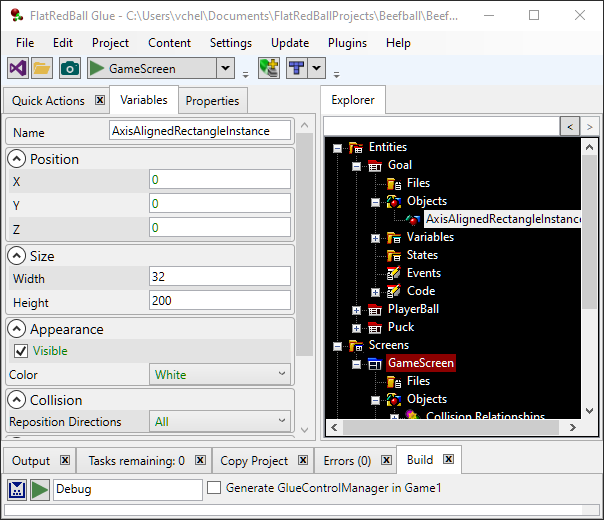 FlatRedBall Glue - C:\Users\vchel\Documents\FlatRedBallProjects\Beefball\Beef...
File Edit Project Content Settings Update Plugins Help
GameScreen
Quick Actions Variables Properties
Name AxisAlignedRectangleInstance
Position
X 0
Y 0
Z 0
Size
Width 32
Height 200
Appearance
Visible
Color White
Collision
Reposition Directions All
Explorer
< >
Entities
Goal
Files
Objects
AxisAlignedRectangleInstance
Variables
States
Events
Code
PlayerBall
Puck
Screens
GameScreen
Files
Objects
Collision Relationships
Output Tasks remaining: 0 Copy Project Errors (0) Build
Debug Generate GlueControlManager in Game1